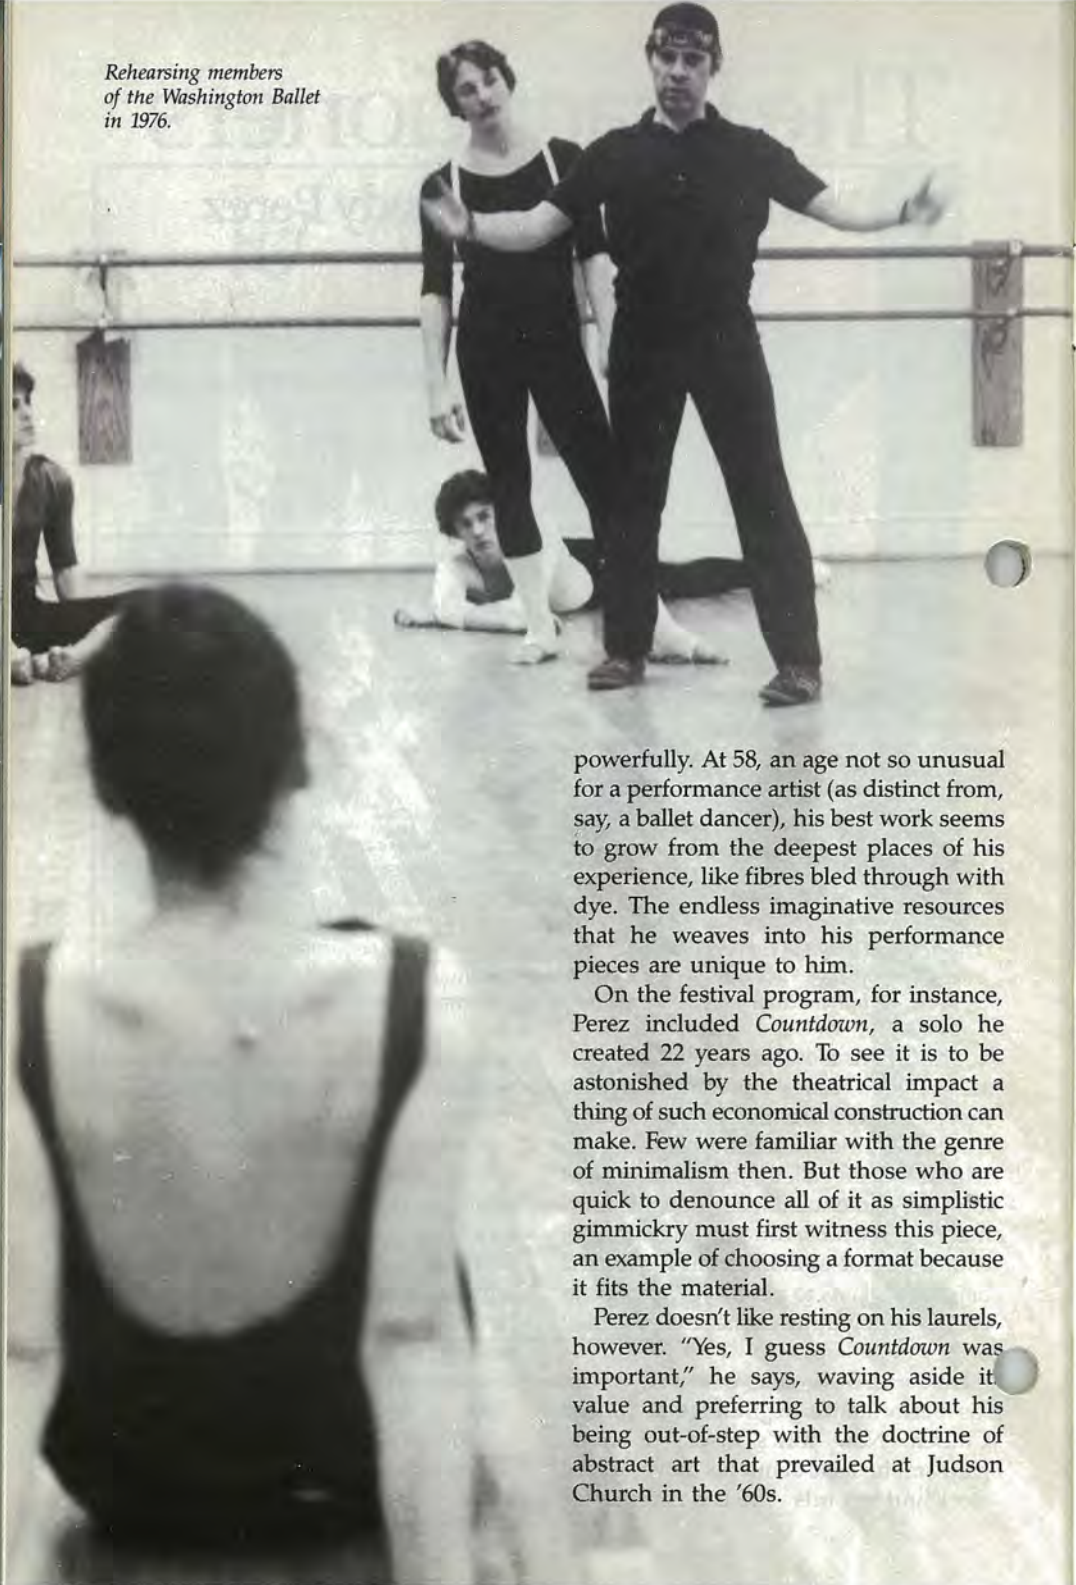 Rehearsing members
of the Washington Ballet
in 1976.
powerfully. At 58, an age not so unusual
for a performance artist (as distinct from,
say, a ballet dancer), his best work seems
to grow from the deepest places of his
experience, like fibres bled through with
dye. The endless imaginative resources
that he weaves into his performance
pieces are unique to him.
On the festival program, for instance,
Perez included Countdown, a solo he
created 22 years ago. To see it is to be
astonished by the theatrical impact a
thing of such economical construction can
make. Few were familiar with the genre
of minimalism then. But those who are
quick to denounce all of it as simplistic
gimmickry must first witness this piece,
an example of choosing a format because
it fits the material.
Perez doesn't like resting on his laurels,
however. "Yes, I guess Countdown was
important," he says, waving aside it
value and preferring to talk about his
being out-of-step with the doctrine of
abstract art that prevailed at Judson
Church in the '60s.